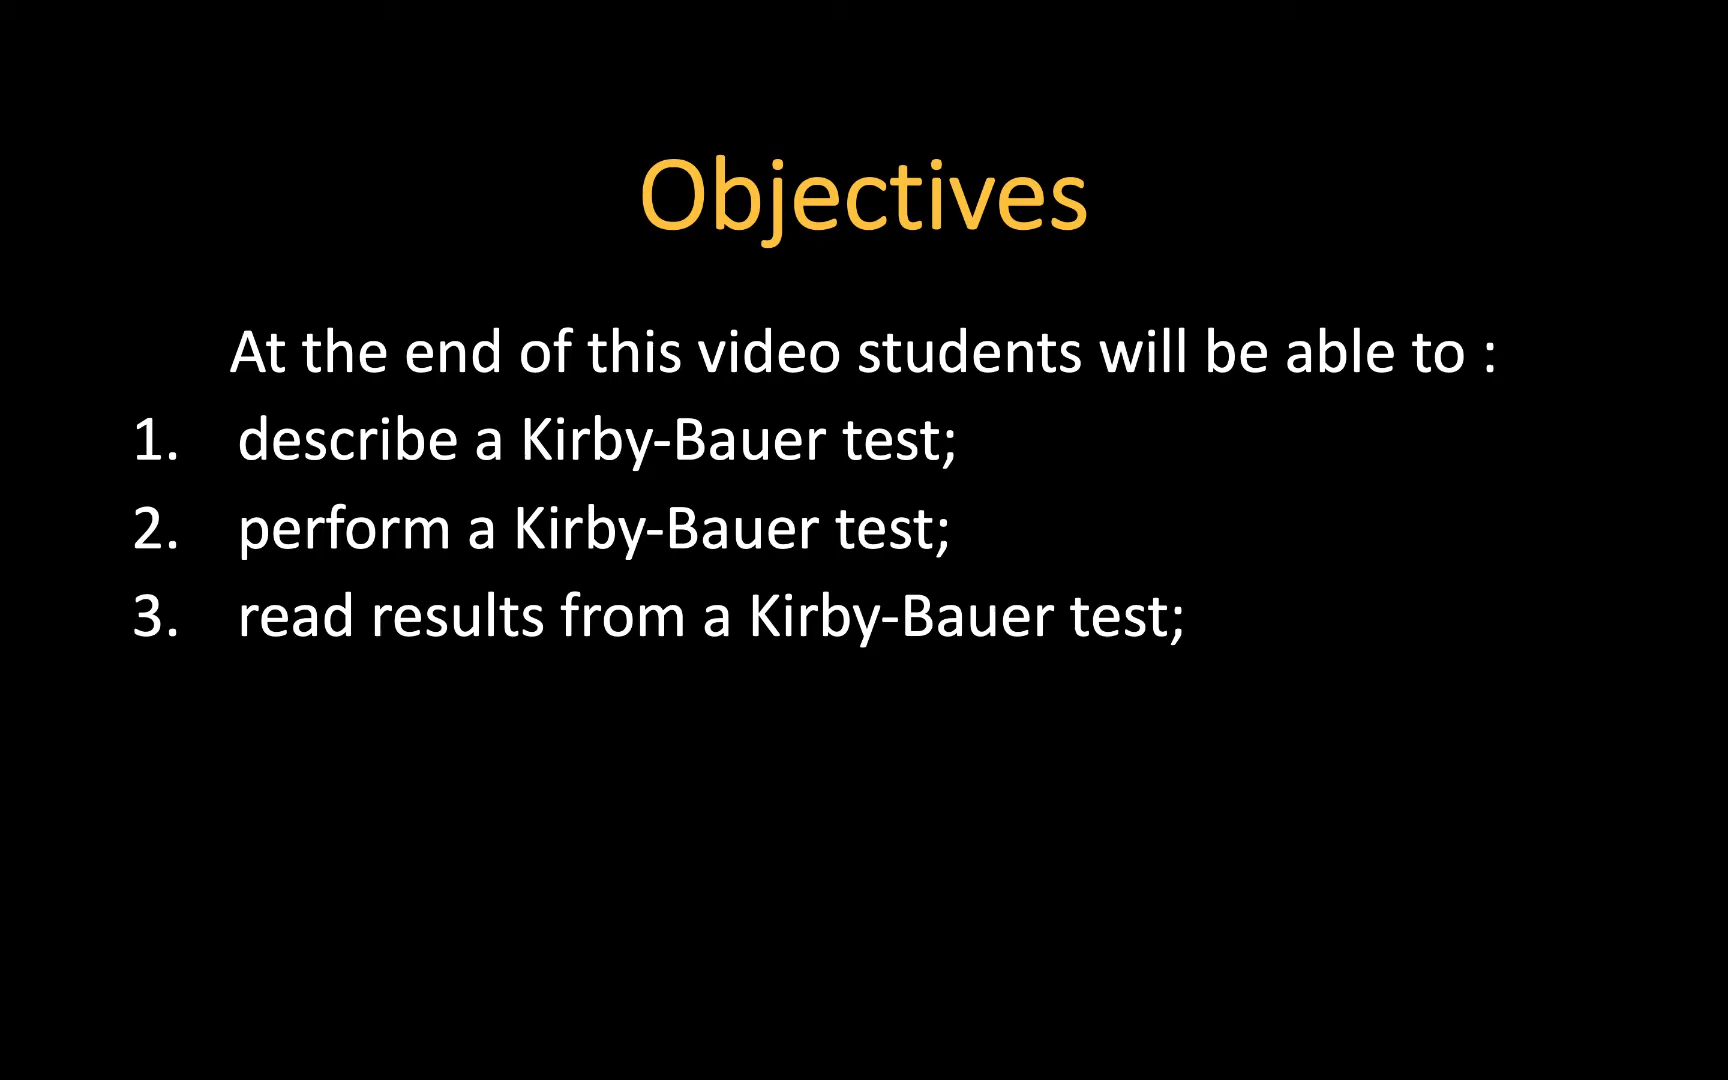 Objectives
At the end of this video students will be able to :
1. describe a Kirby-Bauer test;
2. perform a Kirby-Bauer test;
3. read results from a Kirby-Bauer test;